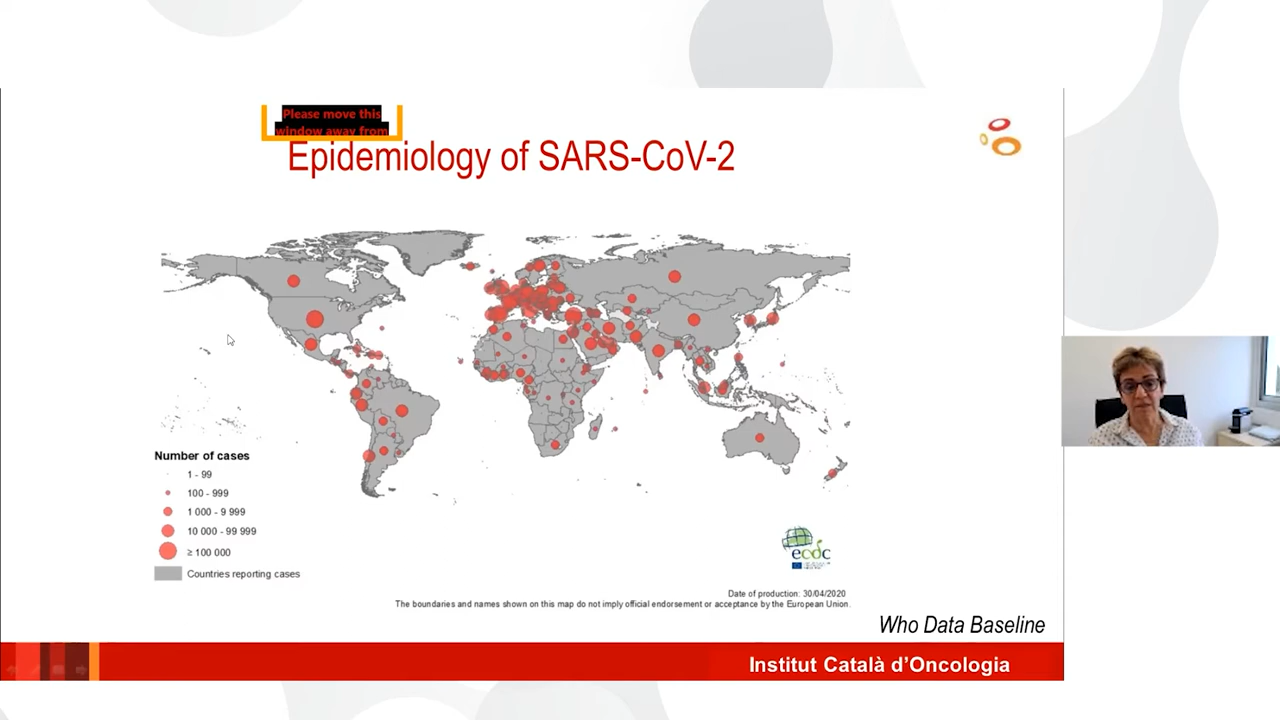 Please move this
window away from
Epidemiology of SARS-CoV-2
Number of cases
1 - 99
100 - 999
1 000 - 9 999
10 000 - 99 999
≥ 100 000
Countries reporting cases
ecdc
Date of production: 30/04/2020
The boundaries and names shown on this map do not imply official endorsement or acceptance by the European Union.
Who Data Baseline
Institut Català d’Oncologia